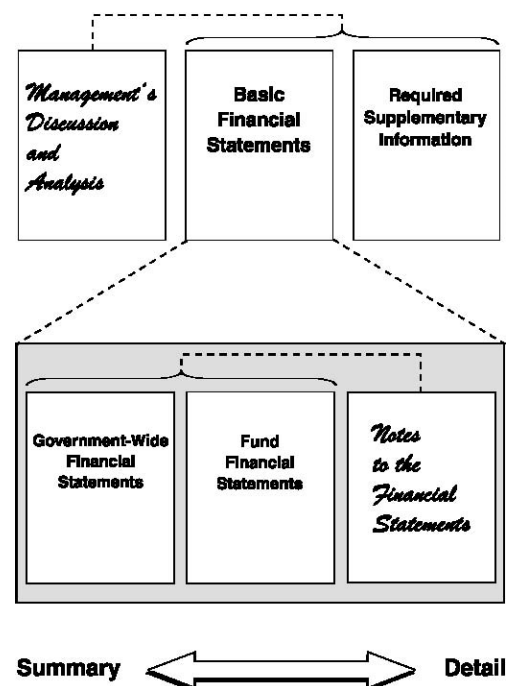 Management's
Discussion
and
Analysis
Basic
Financial
Statements
Required
Supplementary
Information
Government-Wide
Financial
Statements
Fund
Financial
Statements
Notes
to the
Financial
Statements
Summary
Detail